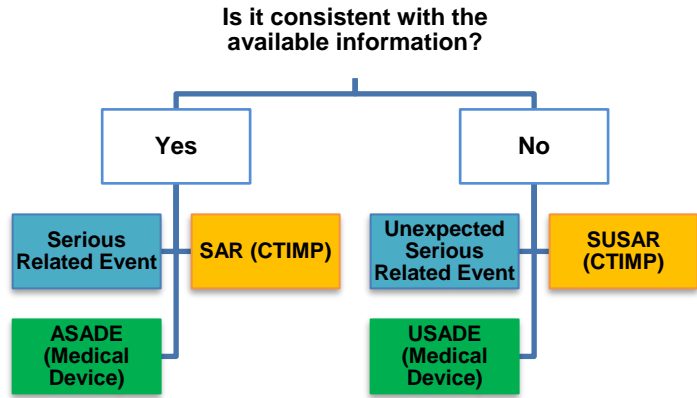 Is it consistent with the
available information?
Yes
No
Serious
Related Event
SAR (CTIMP)
Unexpected
Serious
Related Event
SUSAR
(CTIMP)
ASADE
(Medical
Device)
USADE
(Medical
Device)